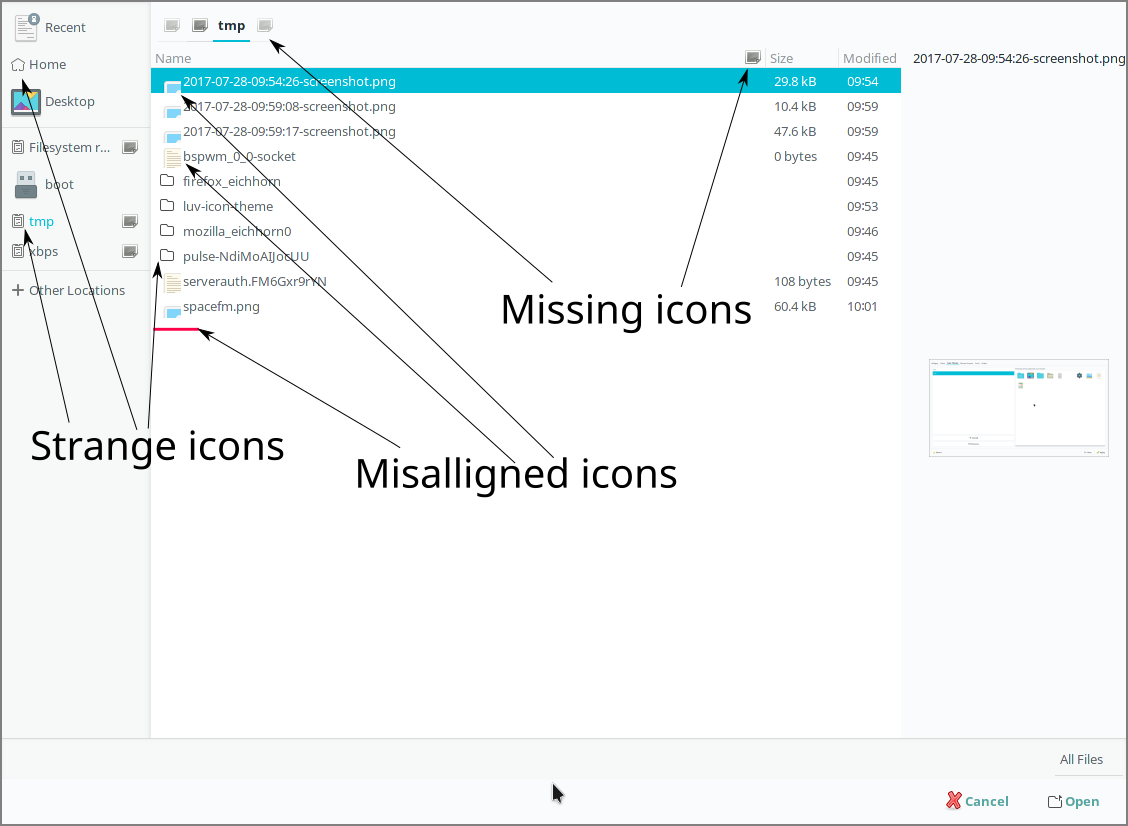 Recent
tmp
Home
Name Size Modified
2017-07-28-09:54:26-screenshot.png
2017-07-28-09:54:26-screenshot.png 29.8 kB 09:54
Desktop
2017-07-28-09:59:08-screenshot.png 10.4 kB 09:59
2017-07-28-09:59:17-screenshot.png 47.6 kB 09:59
Filesystem r...
bspwm_0_0-socket 0 bytes 09:45
boot
firefox_eichhorn 09:45
luv-icon-theme 09:53
tmp
mozilla_eichhorn0 09:46
xbps
pulse-NdiMoAIJocUU 09:45
serverauth.FM6Gxr9rYN 108 bytes 09:45
Other Locations
spacefm.png 60.4 kB 10:01
Missing icons
Strange icons
Misalligned icons
All Files
Cancel Open